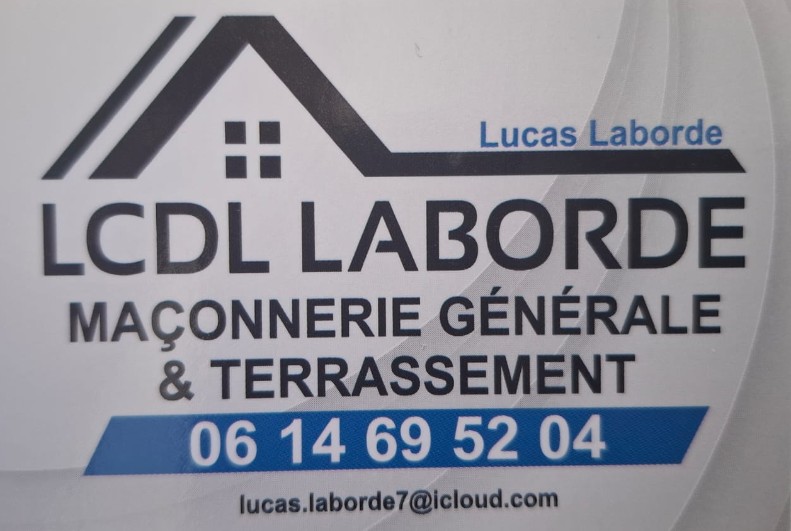 Lucas Laborde
LCDL LABORDE
MAÇONNERIE GÉNÉRALE
& TERRASSEMENT
06 14 69 52 04
lucas.laborde7@icloud.com